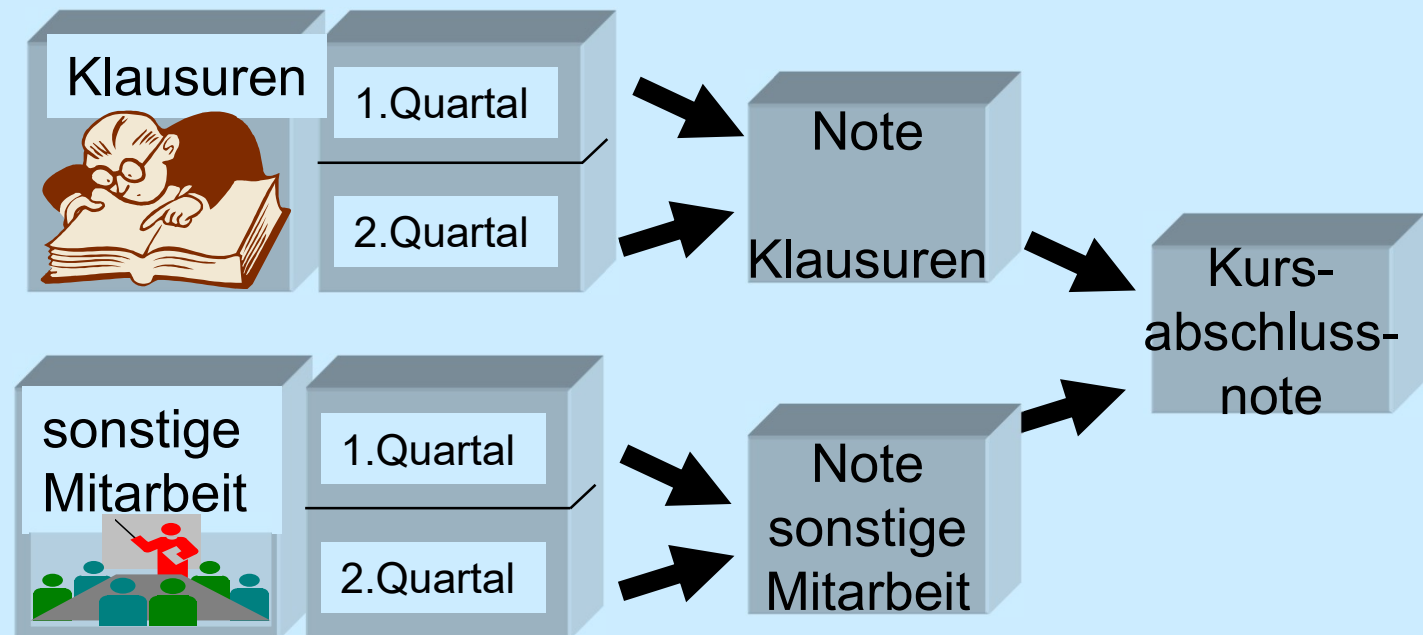 Klausuren
1.Quartal
2.Quartal
Note
Klausuren
Kurs-
abschluss-
note
sonstige
Mitarbeit
1.Quartal
2.Quartal
Note
sonstige
Mitarbeit